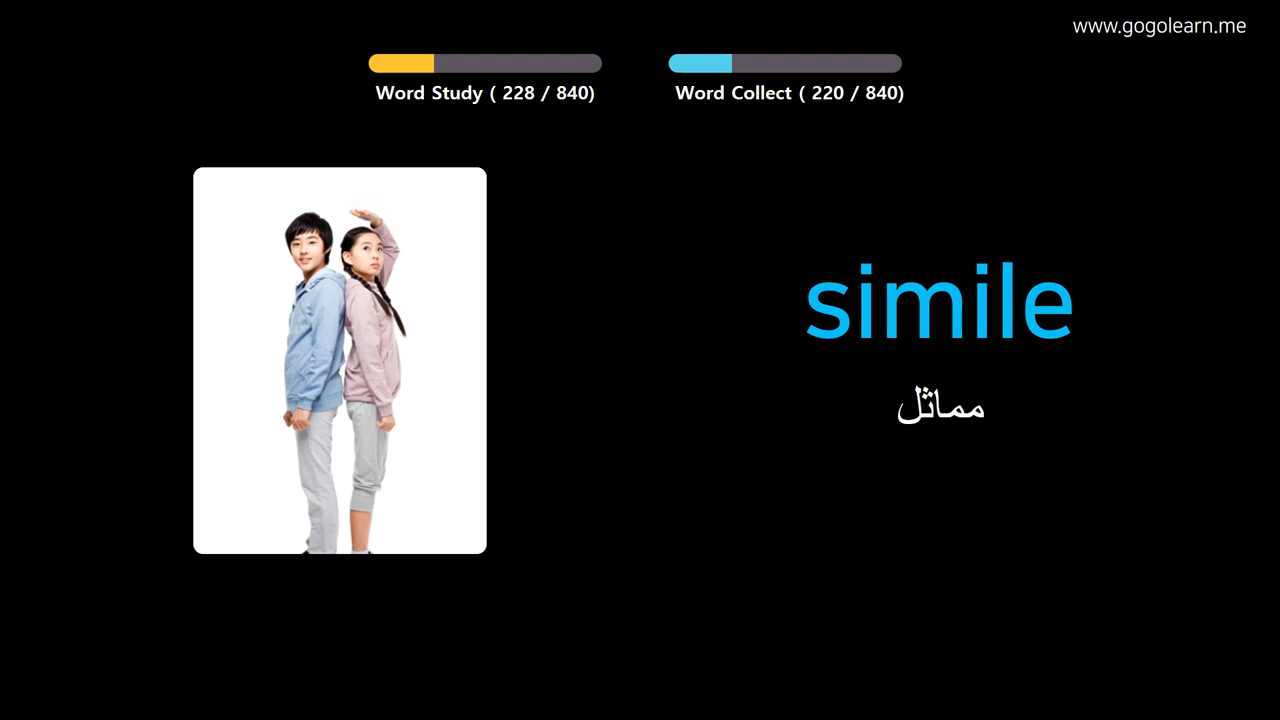 www.gogolearn.me
Word Study ( 228 / 840)
Word Collect ( 220 / 840)
simile
مماثل